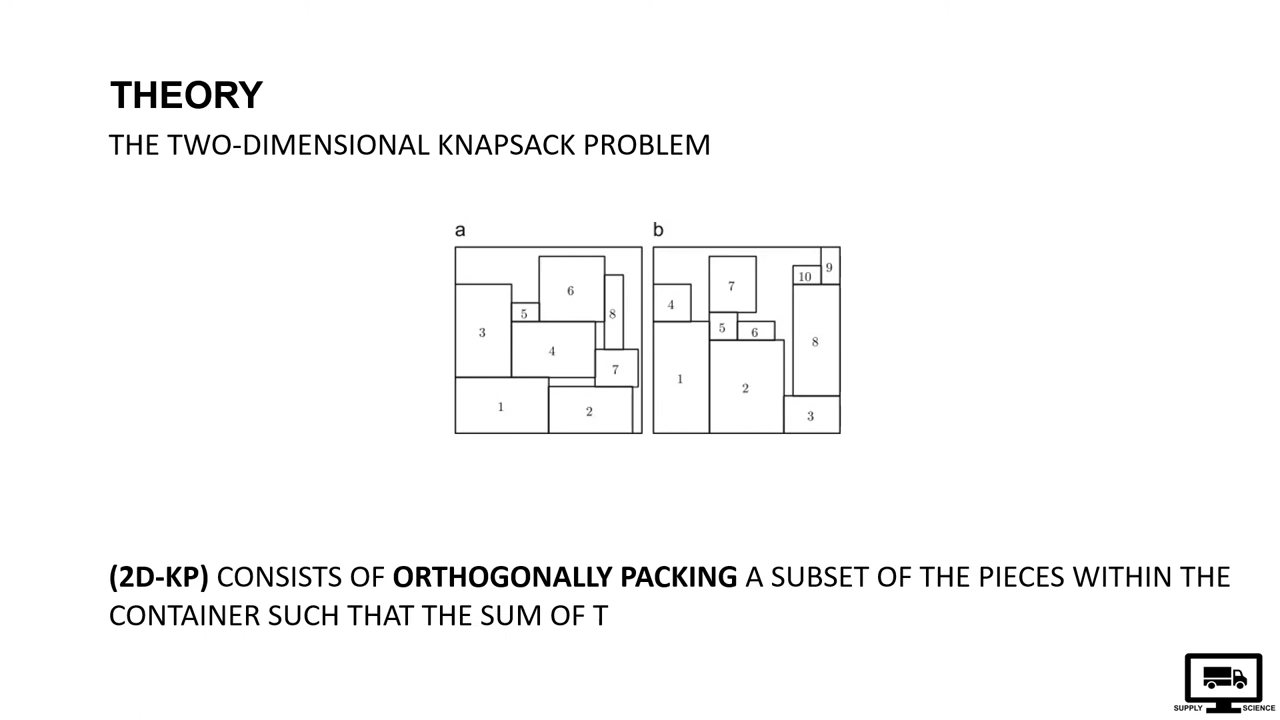 THEORY
THE TWO-DIMENSIONAL KNAPSACK PROBLEM
a
6
8
5
3
4
7
1
2
b
9
10
7
4
5
6
8
1
2
3
(2D-KP) CONSISTS OF ORTHOGONALLY PACKING A SUBSET OF THE PIECES WITHIN THE
CONTAINER SUCH THAT THE SUM OF T
SUPPLY SCIENCE